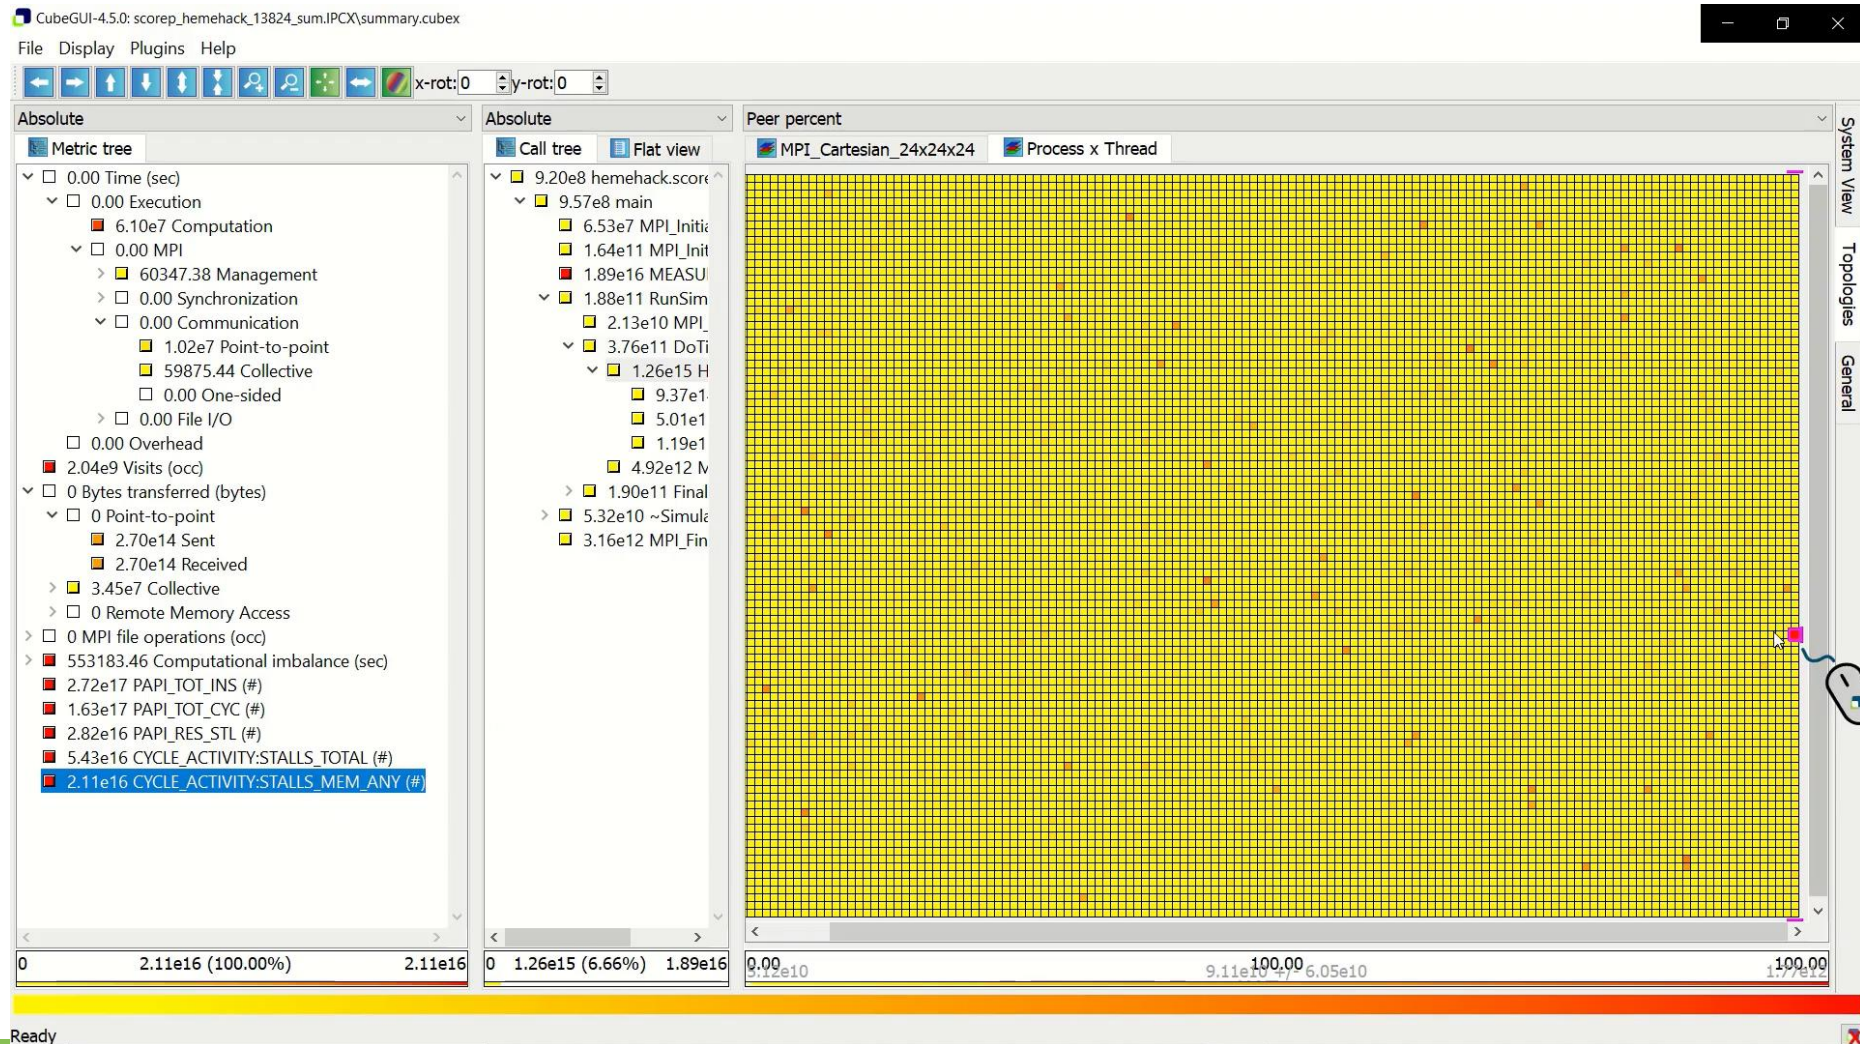 CubeGUI-4.5.0: scorep_hemehack_13824_sum.IPCX\summary.cubex
File Display Plugins Help
x-rot: 0 y-rot: 0
Absolute
Metric tree
0.00 Time (sec)
0.00 Execution
6.10e7 Computation
0.00 MPI
60347.38 Management
0.00 Synchronization
0.00 Communication
1.02e7 Point-to-point
59875.44 Collective
0.00 One-sided
0.00 File I/O
0.00 Overhead
2.04e9 Visits (occ)
0 Bytes transferred (bytes)
0 Point-to-point
2.70e14 Sent
2.70e14 Received
3.45e7 Collective
0 Remote Memory Access
0 MPI file operations (occ)
553183.46 Computational imbalance (sec)
2.72e17 PAPI_TOT_INS (#)
1.63e17 PAPI_TOT_CYC (#)
2.82e16 PAPI_RES_STL (#)
5.43e16 CYCLE_ACTIVITY:STALLS_TOTAL (#)
2.11e16 CYCLE_ACTIVITY:STALLS_MEM_ANY (#)
0 2.11e16 (100.00%) 2.11e16
Absolute
Call tree Flat view
9.20e8 hemehack.score
9.57e8 main
6.53e7 MPI_Initia
1.64e11 MPI_Init
1.89e16 MEASU
1.88e11 RunSim
2.13e10 MPI_
3.76e11 DoTi
1.26e15 H
9.37e1
5.01e1
1.19e1
4.92e12 M
1.90e11 Final
5.32e10 ~Simula
3.16e12 MPI_Fin
0 1.26e15 (6.66%) 1.89e16
Peer percent
MPI_Cartesian_24x24x24 Process x Thread
0.00 100.00 100.00
5.12e10 9.11e10 +/- 6.05e10 1.77e12
System View
Topologies
General
Ready